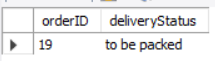 orderID deliveryStatus
19 to be packed